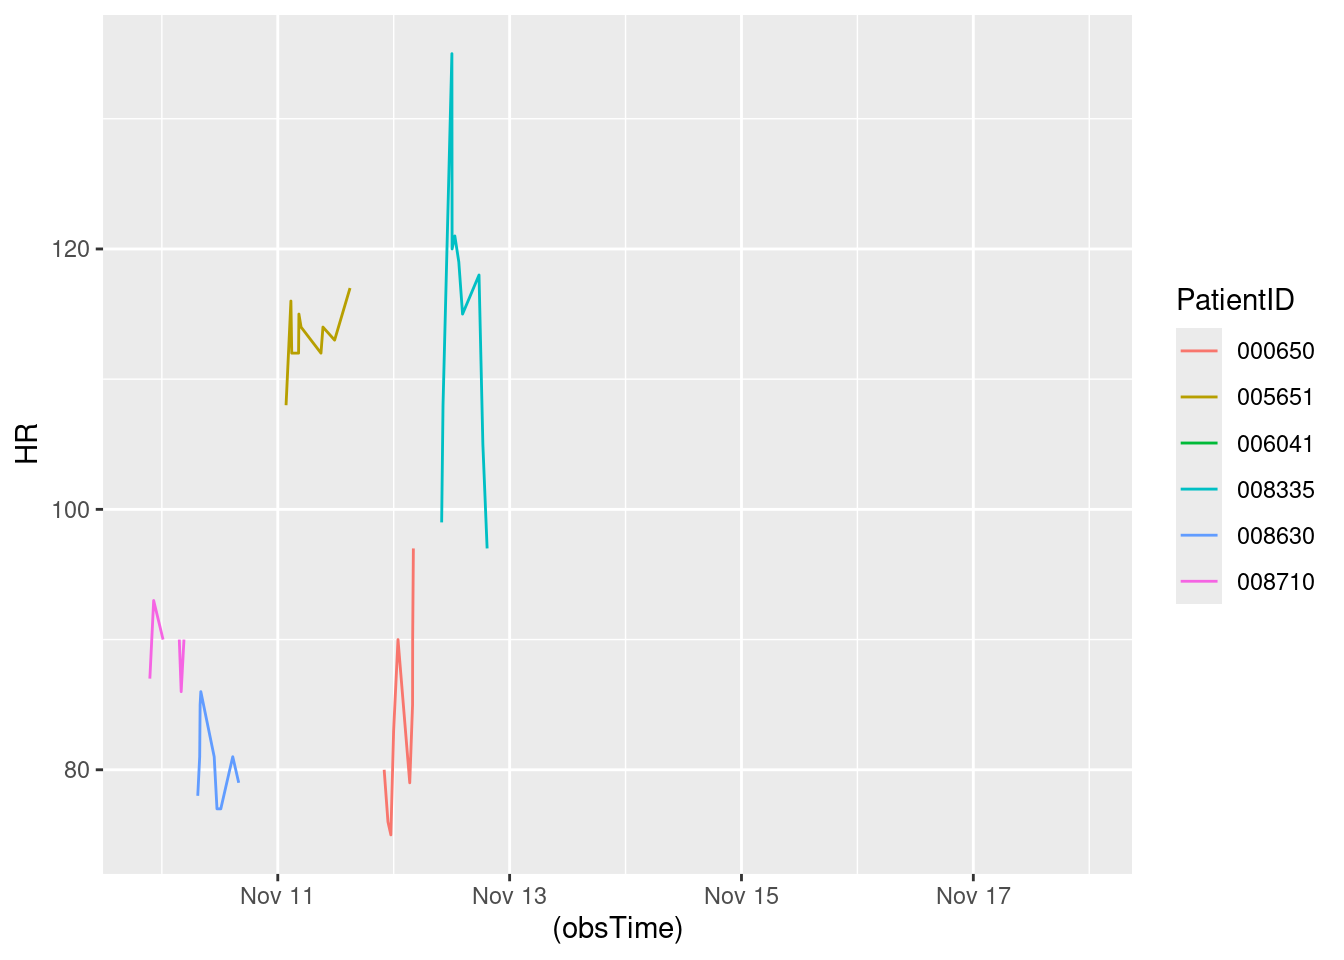 120
100
80
HR
Nov 11
Nov 13
Nov 15
Nov 17
(obsTime)
PatientID
000650
005651
006041
008335
008630
008710